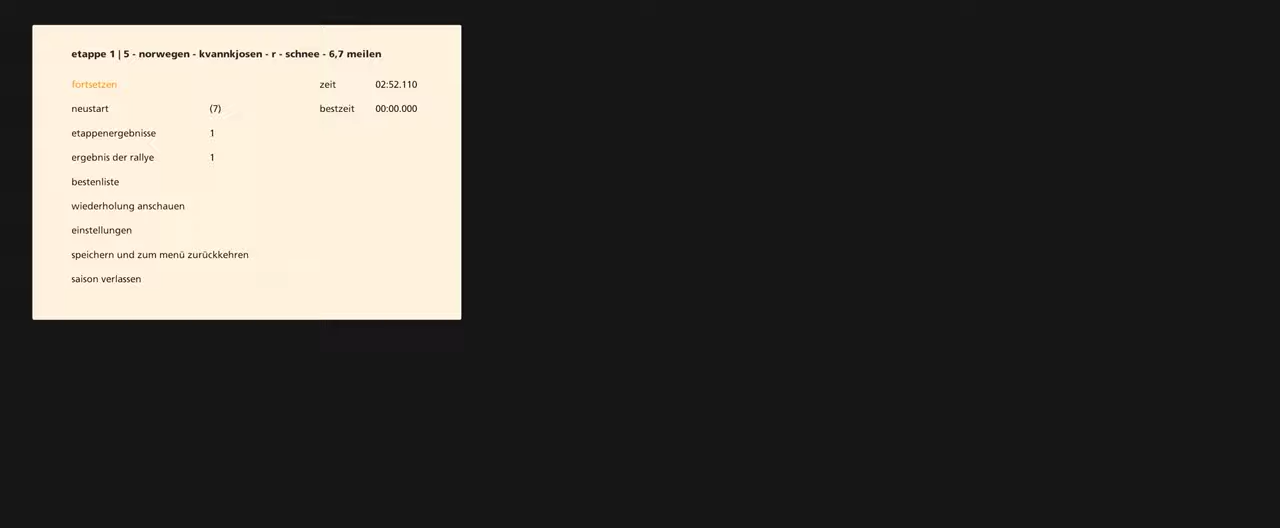 etappe 1 | 5 - norwegen - kvannkjosen - r - schnee - 6,7 meilen
fortsetzen zeit 02:52.110
neustart (7) bestzeit 00:00.000
etappenergebnisse 1
ergebnis der rallye 1
bestenliste
wiederholung anschauen
einstellungen
speichern und zum menü zurückkehren
saison verlassen